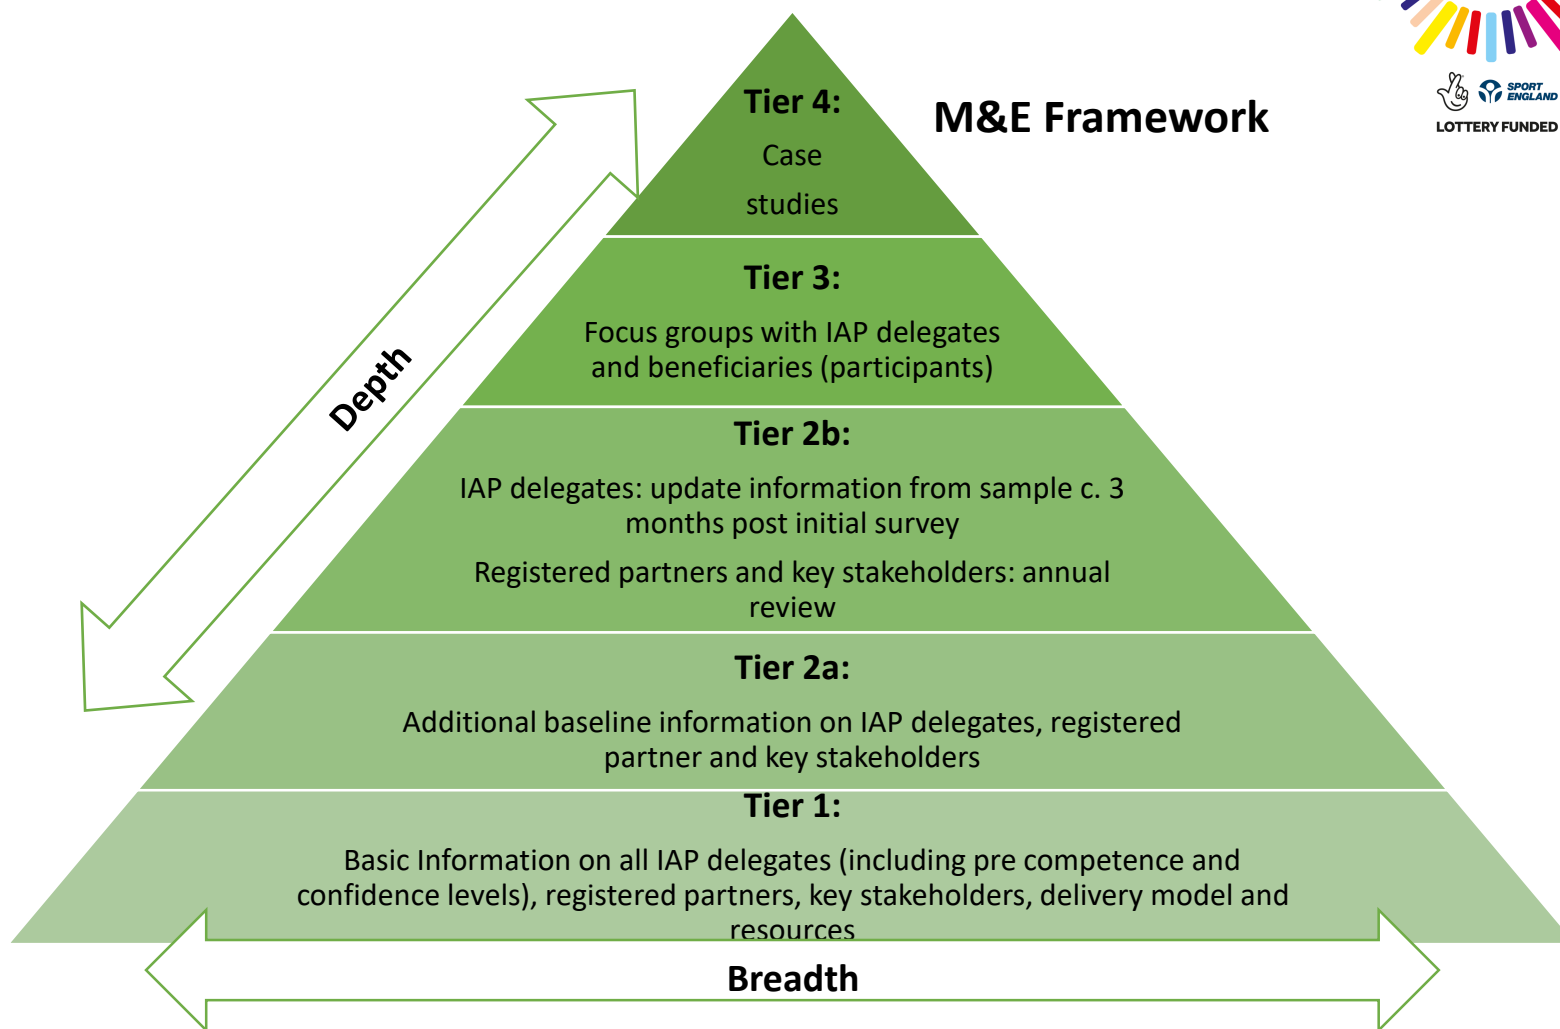 Tier 4:
Case
studies
M&E Framework
SPORT
ENGLAND
LOTTERY FUNDED
Tier 3:
Focus groups with IAP delegates
and beneficiaries (participants)
Depth
Tier 2b:
IAP delegates: update information from sample c. 3
months post initial survey
Registered partners and key stakeholders: annual
review
Tier 2a:
Additional baseline information on IAP delegates, registered
partner and key stakeholders
Tier 1:
Basic Information on all IAP delegates (including pre competence and
confidence levels), registered partners, key stakeholders, delivery model and
resources
Breadth